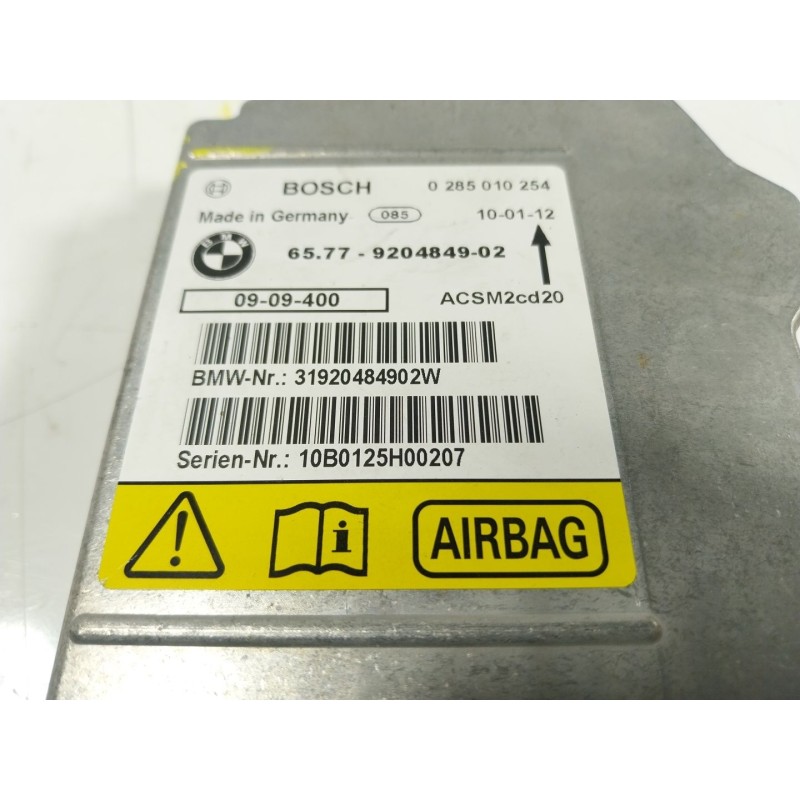 BOSCH 0 285 010 254
Made in Germany 085 10-01-12
BMW 65.77 - 9204849-02
09-09-400 ACSM2cd20
BMW-Nr.: 31920484902W
Serien-Nr.: 10B0125H00207
i AIRBAG